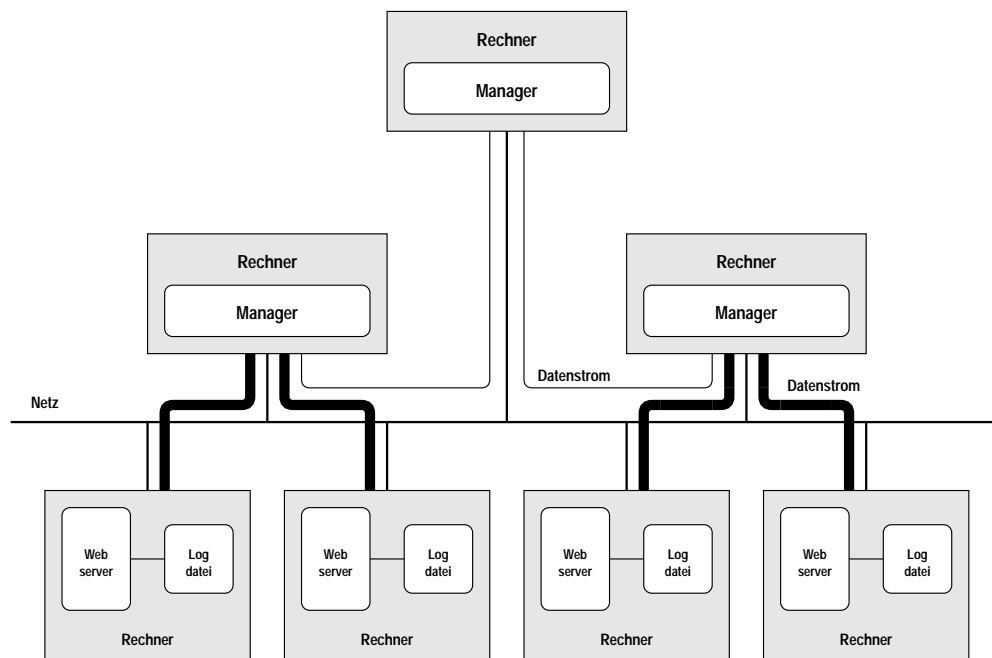 Rechner
Manager
Rechner
Manager
Rechner
Manager
Datenstrom
Datenstrom
Netz
Web
server
Log
datei
Rechner
Web
server
Log
datei
Rechner
Web
server
Log
datei
Rechner
Web
server
Log
datei
Rechner